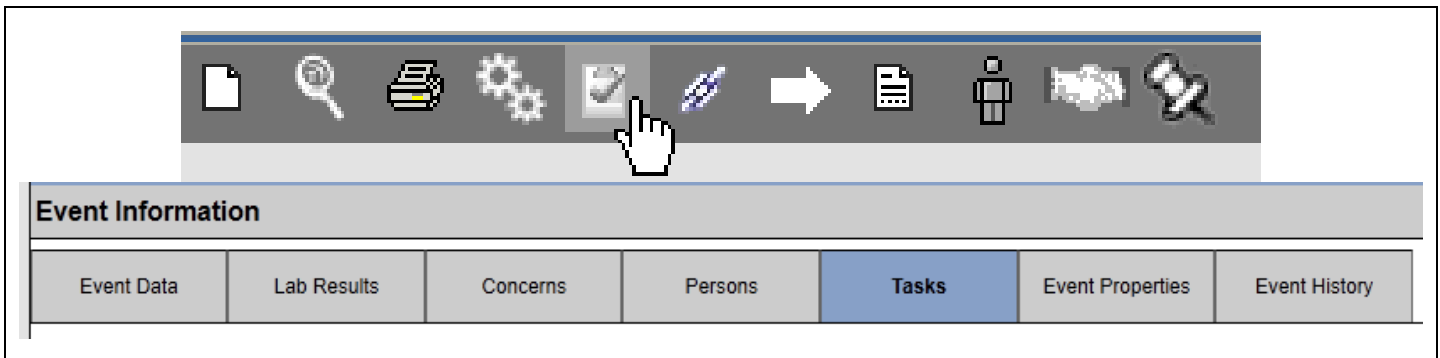 Event Information
Event Data Lab Results Concerns Persons Tasks Event Properties Event History